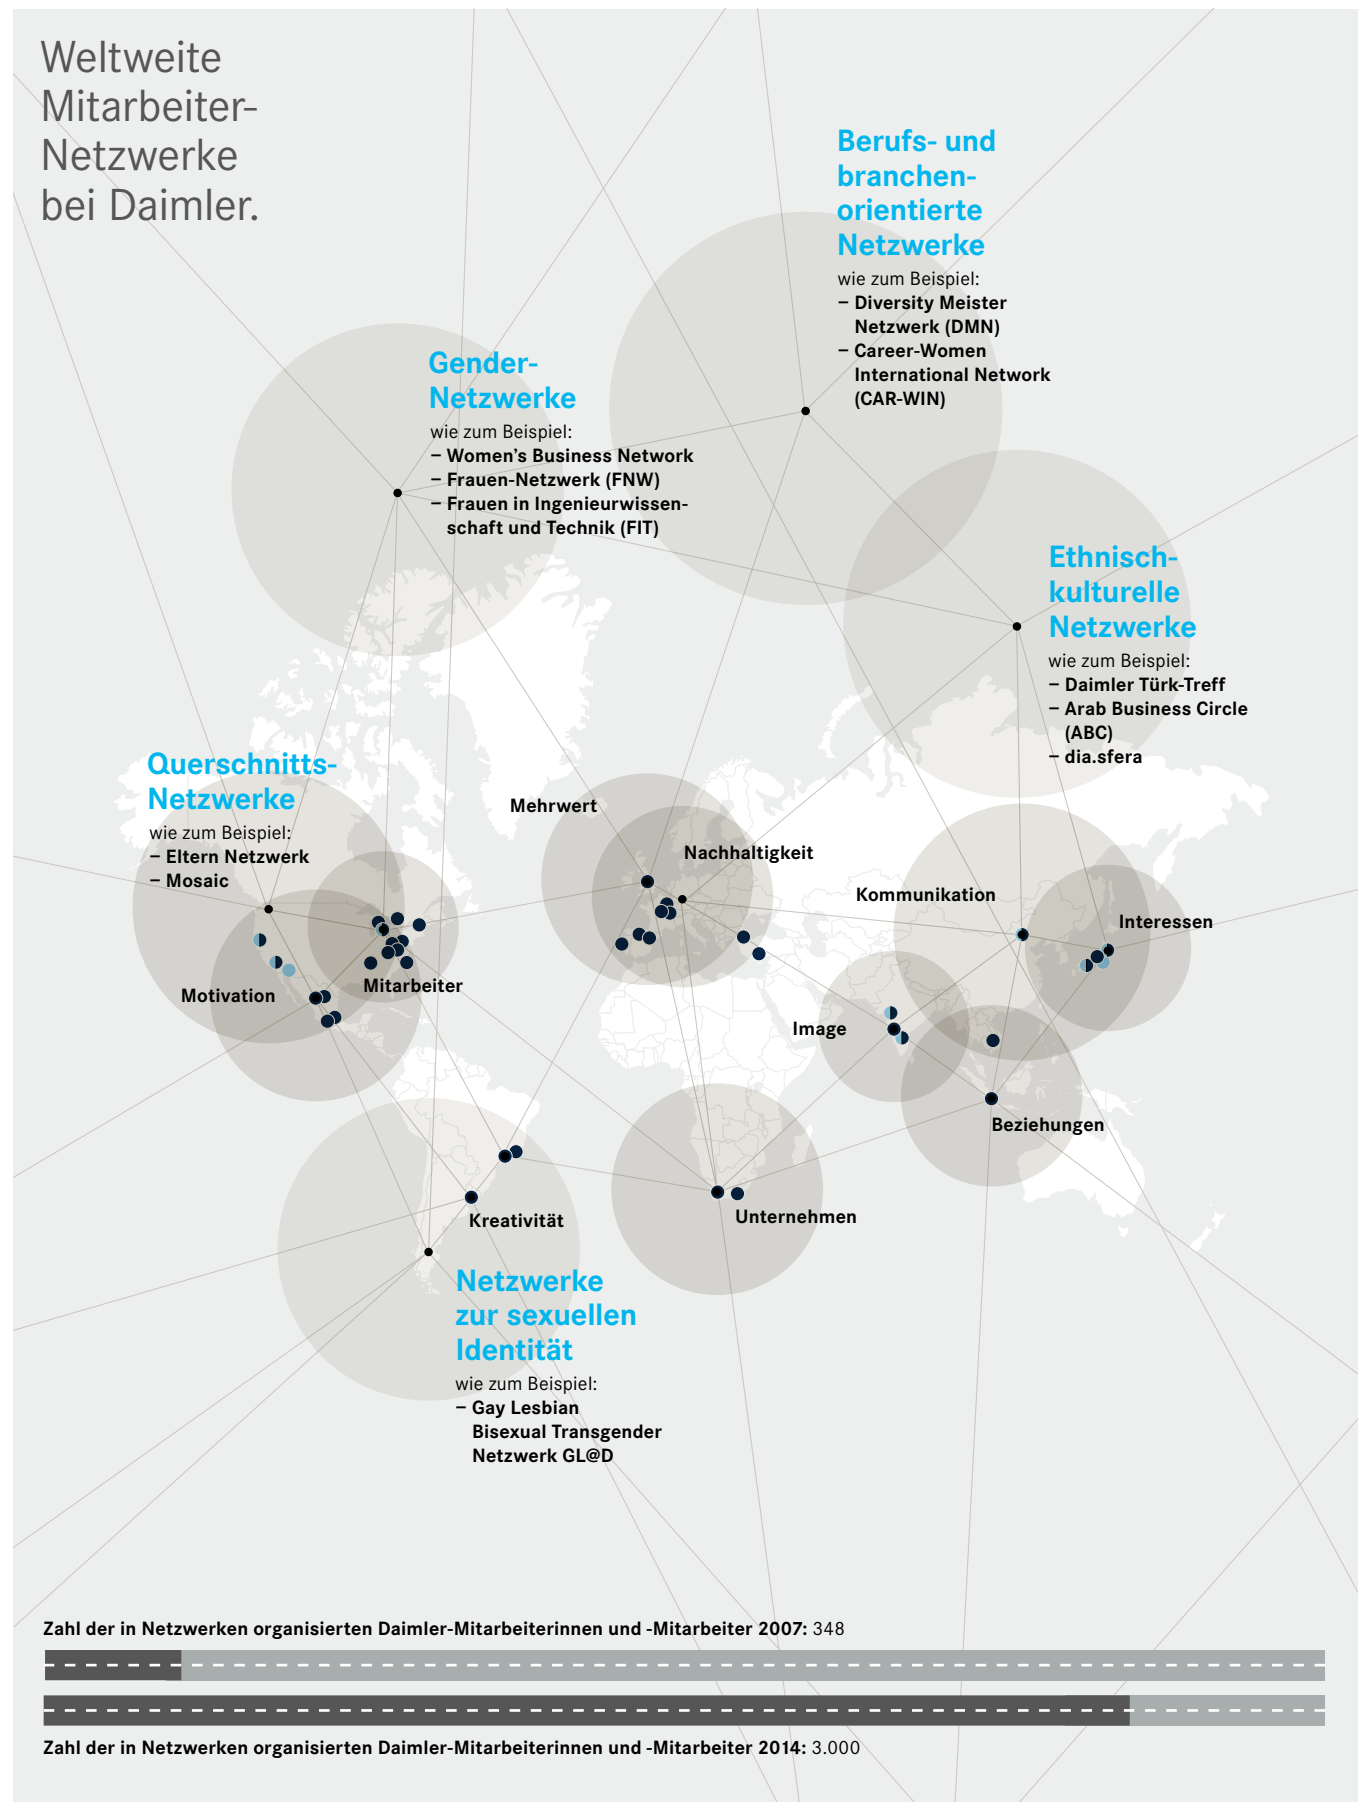 Weltweite
Mitarbeiter-
Netzwerke
bei Daimler.
Berufs- und
branchen-
orientierte
Netzwerke
wie zum Beispiel:
– Diversity Meister
Netzwerk (DMN)
– Career-Women
International Network
(CAR-WIN)
Gender-
Netzwerke
wie zum Beispiel:
– Women's Business Network
– Frauen-Netzwerk (FNW)
– Frauen in Ingenieurwissen-
schaft und Technik (FIT)
Ethnisch-
kulturelle
Netzwerke
wie zum Beispiel:
– Daimler Türk-Treff
– Arab Business Circle
(ABC)
– dia.sfera
Querschnitts-
Netzwerke
wie zum Beispiel:
– Eltern Netzwerk
– Mosaic
Mehrwert
Nachhaltigkeit
Kommunikation
Interessen
Motivation
Mitarbeiter
Image
Beziehungen
Kreativität
Unternehmen
Netzwerke
zur sexuellen
Identität
wie zum Beispiel:
– Gay Lesbian
Bisexual Transgender
Netzwerk GL@D
Zahl der in Netzwerken organisierten Daimler-Mitarbeiterinnen und -Mitarbeiter 2007: 348
Zahl der in Netzwerken organisierten Daimler-Mitarbeiterinnen und -Mitarbeiter 2014: 3.000